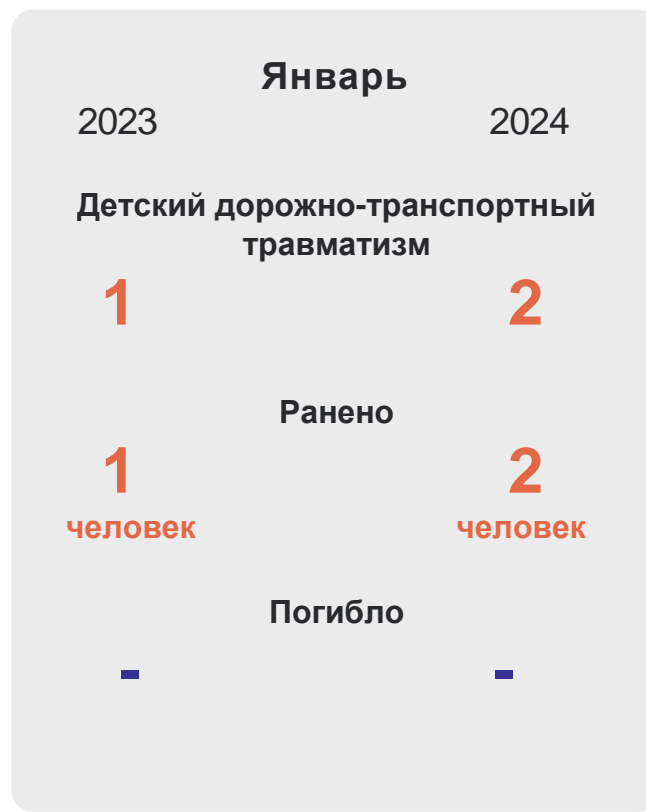 Январь
2023 2024
Детский дорожно-транспортный
травматизм
1 2
Ранено
1 2
человек человек
Погибло
- -